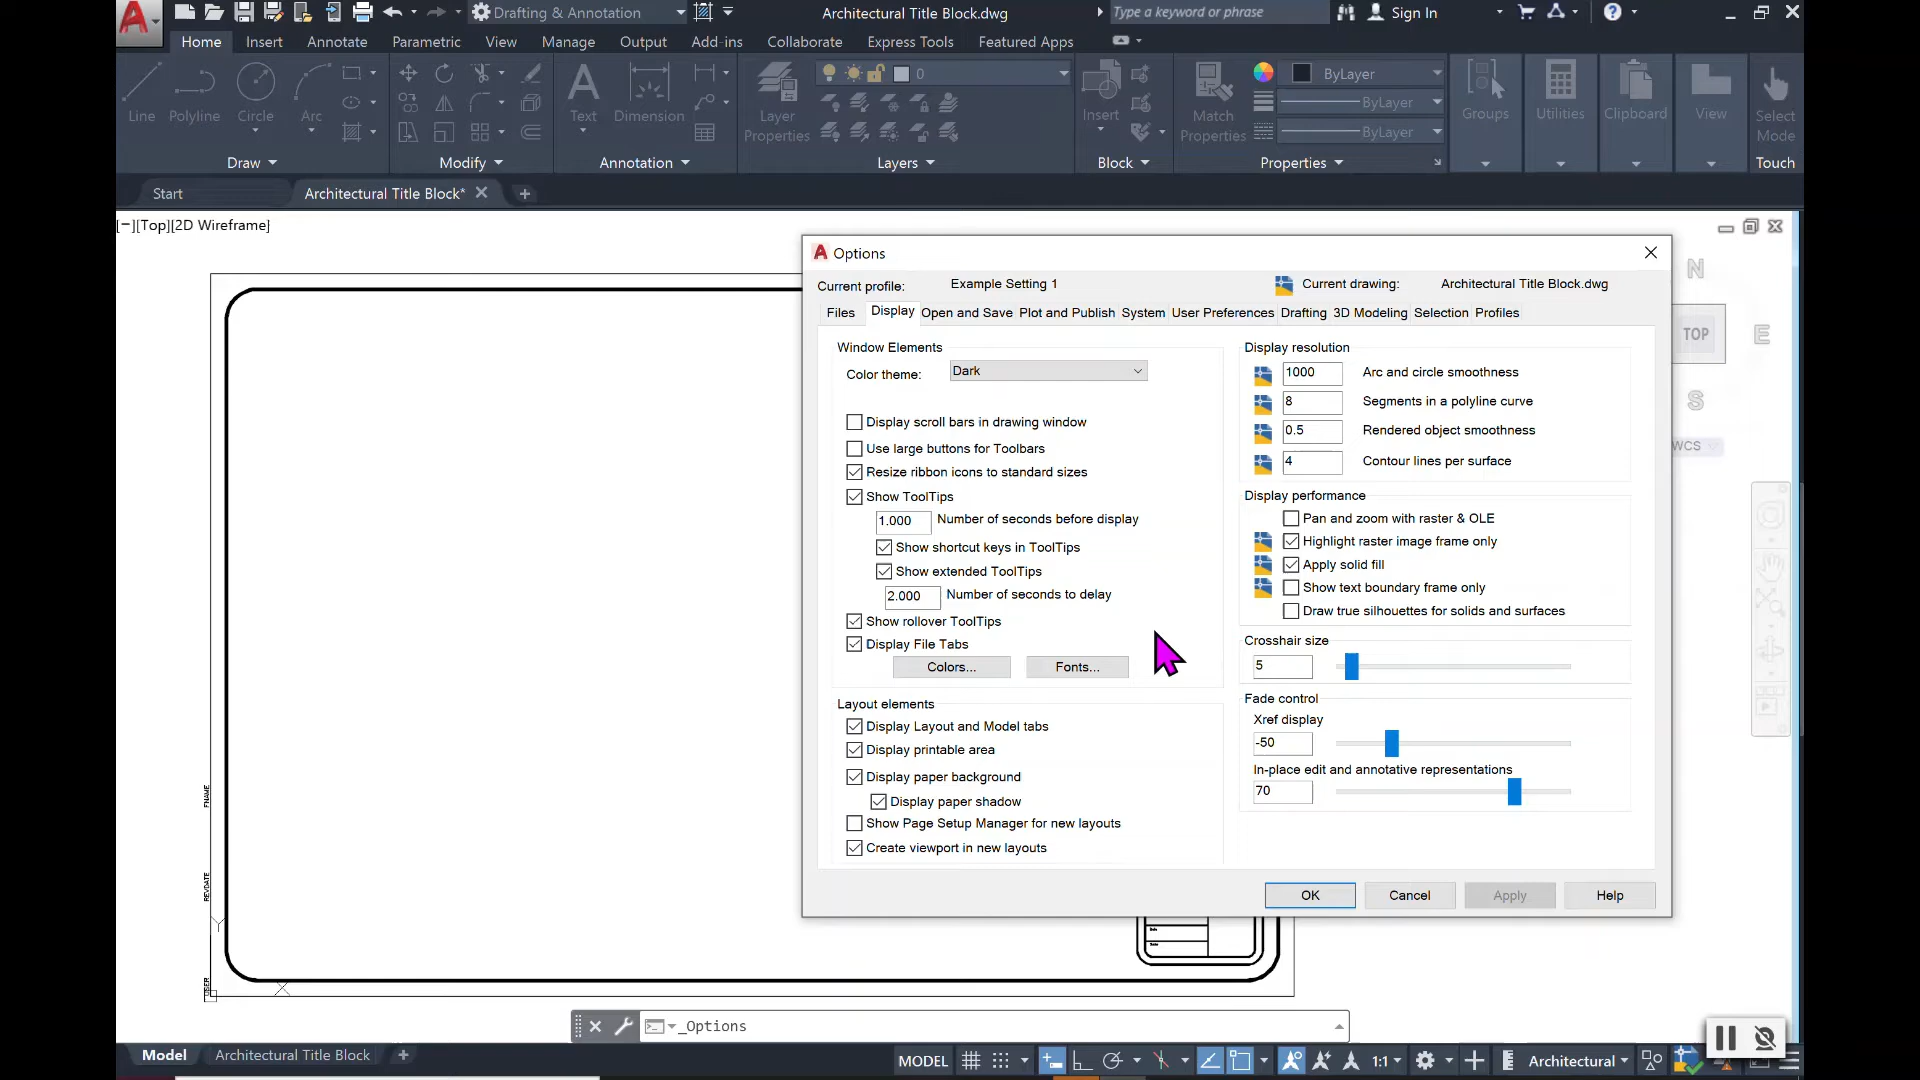 Drafting & Annotation
Architectural Title Block.dwg
Type a keyword or phrase
Sign In
Home Insert Annotate Parametric View Manage Output Add-ins Collaborate Express Tools Featured Apps
Line Polyline Circle Arc
Text Dimension
Layer Properties
0
Insert
Match Properties
ByLayer
ByLayer
ByLayer
Groups Utilities Clipboard View Select Mode
Draw Modify Annotation Layers Block Properties Touch
Start Architectural Title Block*
[−][Top][2D Wireframe]
Options
Current profile: Example Setting 1 Current drawing: Architectural Title Block.dwg
Files Display Open and Save Plot and Publish System User Preferences Drafting 3D Modeling Selection Profiles
Window Elements
Color theme: Dark
Display scroll bars in drawing window
Use large buttons for Toolbars
Resize ribbon icons to standard sizes
Show ToolTips
1.000 Number of seconds before display
Show shortcut keys in ToolTips
Show extended ToolTips
2.000 Number of seconds to delay
Show rollover ToolTips
Display File Tabs
Colors... Fonts...
Layout elements
Display Layout and Model tabs
Display printable area
Display paper background
Display paper shadow
Show Page Setup Manager for new layouts
Create viewport in new layouts
Display resolution
1000 Arc and circle smoothness
8 Segments in a polyline curve
0.5 Rendered object smoothness
4 Contour lines per surface
Display performance
Pan and zoom with raster & OLE
Highlight raster image frame only
Apply solid fill
Show text boundary frame only
Draw true silhouettes for solids and surfaces
Crosshair size
5
Fade control
Xref display
-50
In-place edit and annotative representations
70
OK Cancel Apply Help
N
TOP E
S
WCS
FNAME
REVDATE
USER
Y
X
_Options
Model Architectural Title Block
MODEL 1:1 Architectural